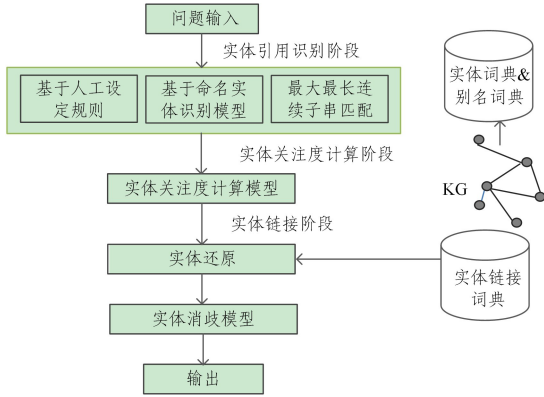 问题输入
实体引用识别阶段
基于人工设
定规则
基于命名实
体识别模型
最大最长连
续子串匹配
实体词典&
别名词典
实体关注度计算阶段
KG
实体关注度计算模型
实体链接阶段
实体还原
实体链接
词典
实体消歧模型
输出